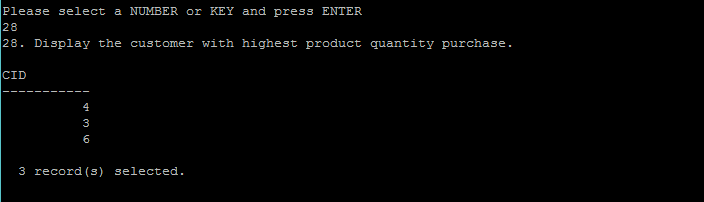 Please select a NUMBER or KEY and press ENTER
28
28. Display the customer with highest product quantity purchase.
CID
-----------
4
3
6
3 record(s) selected.